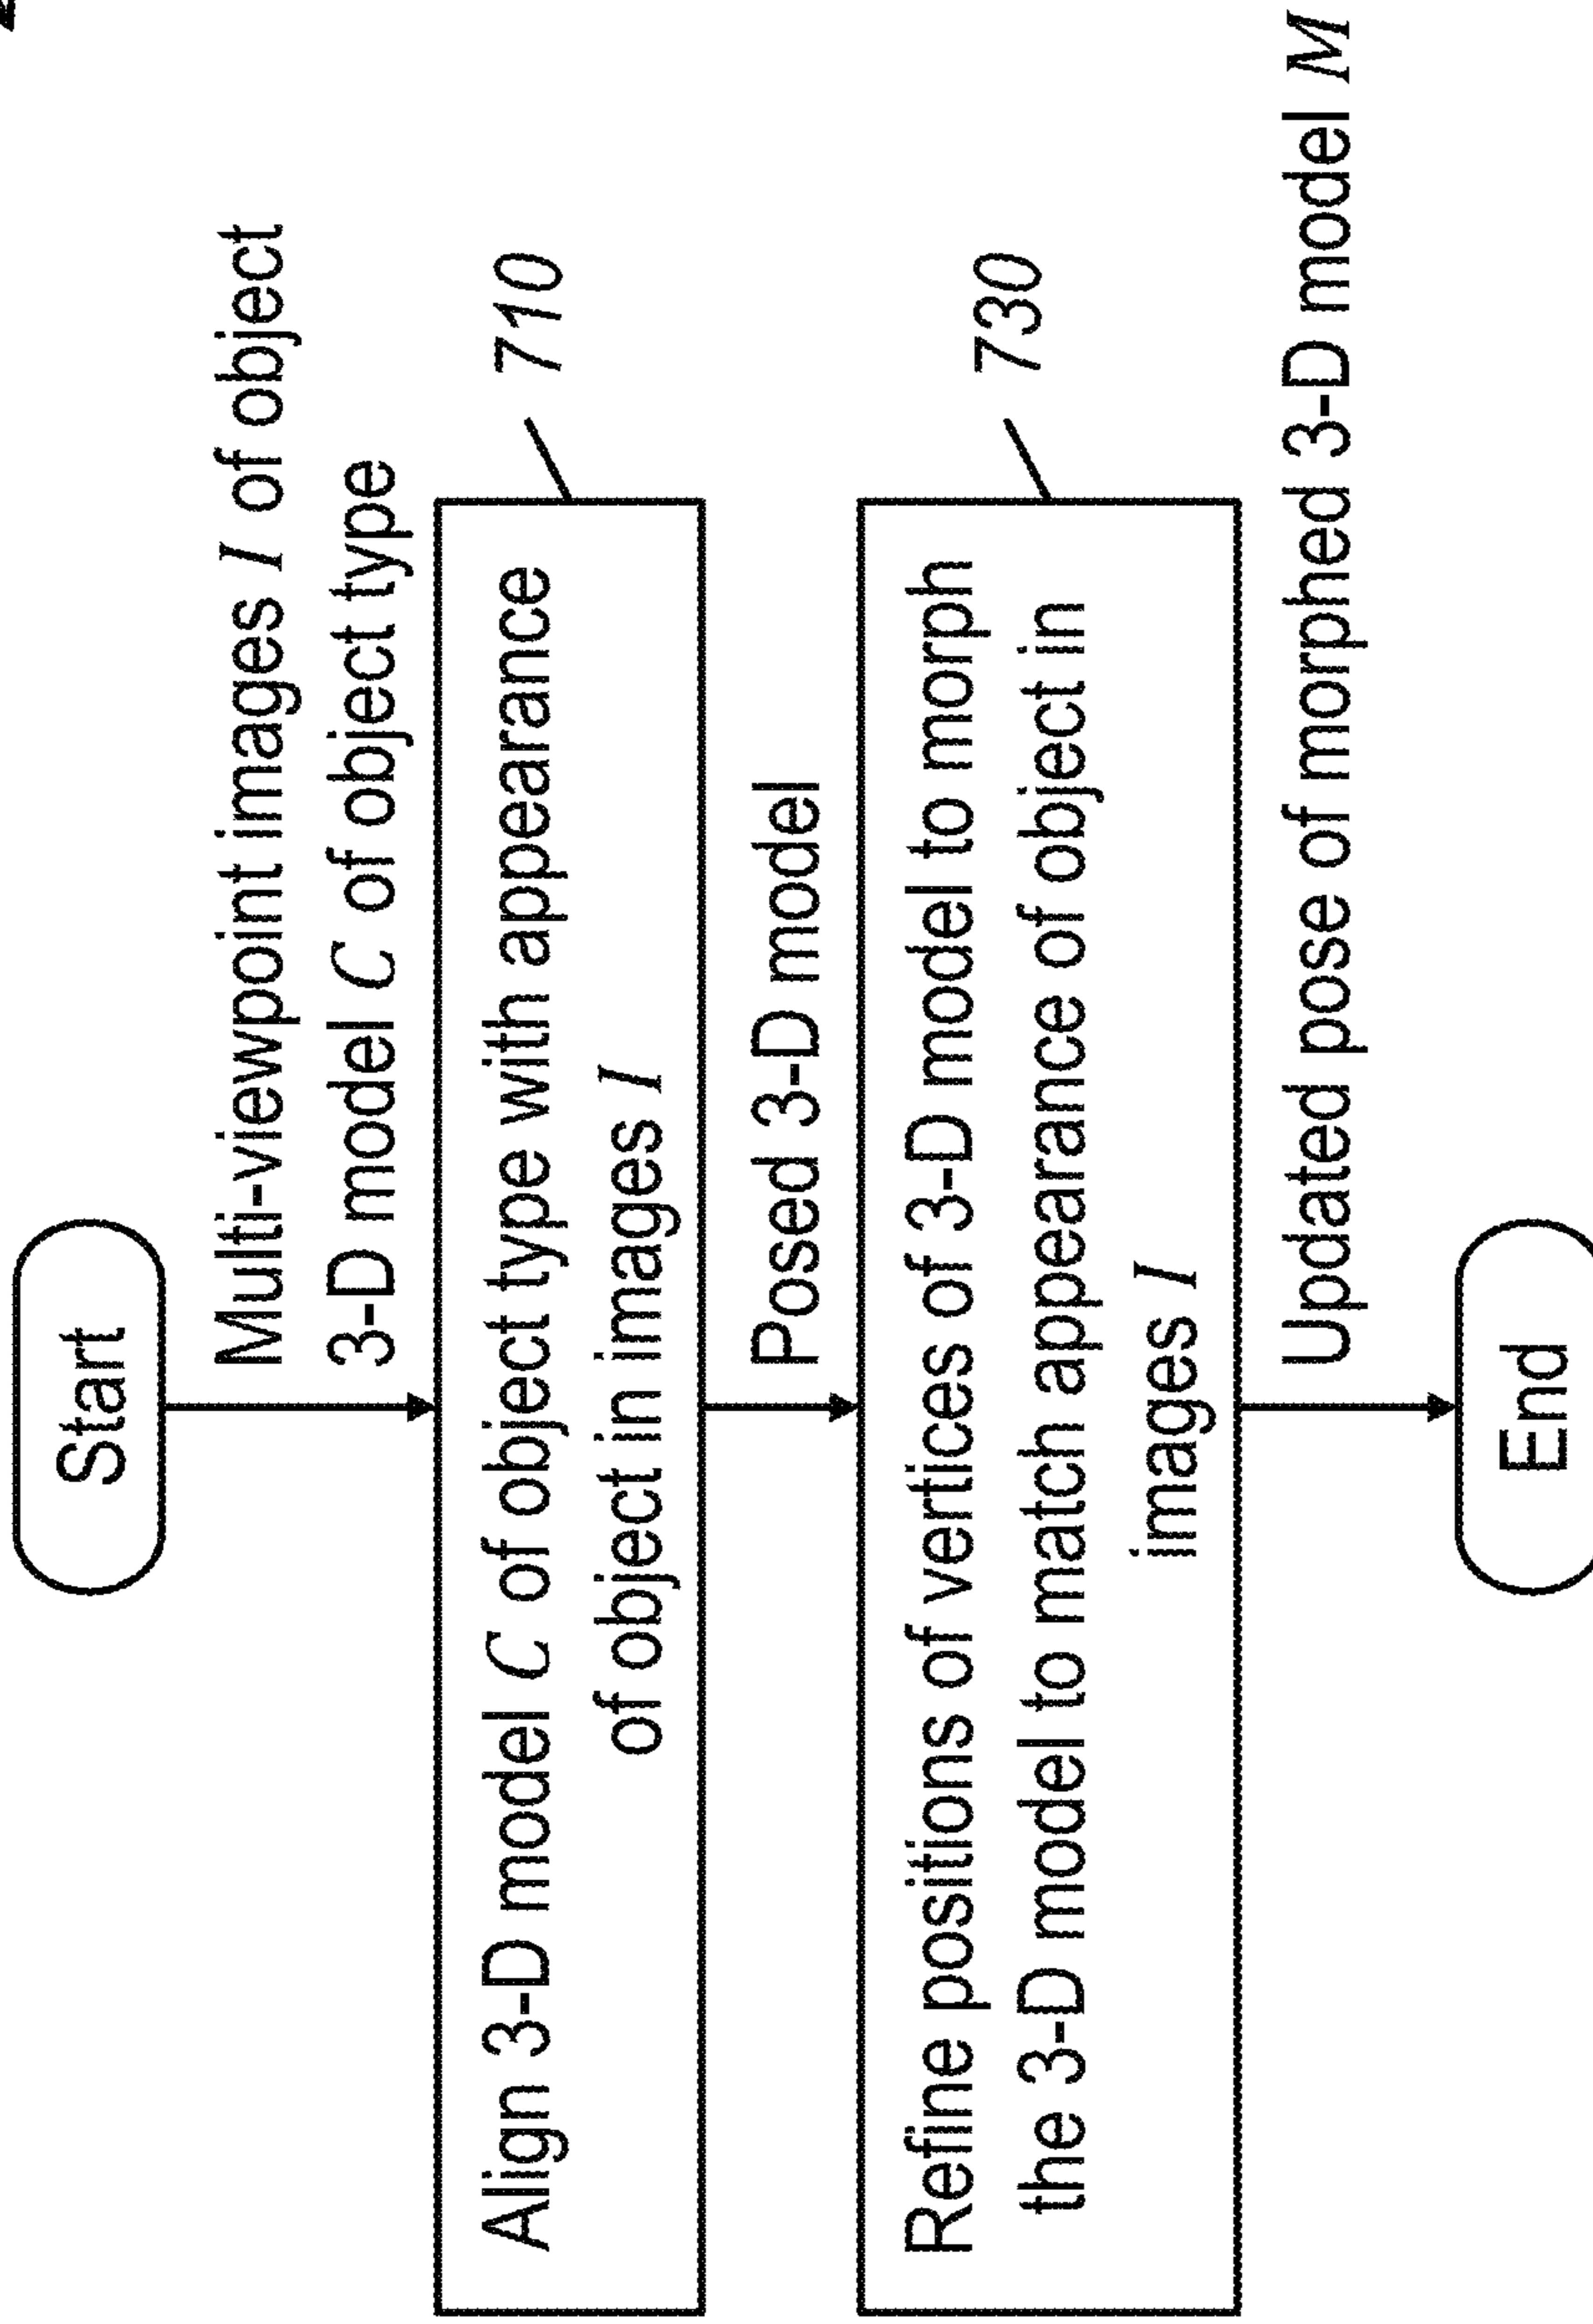 Start
Multi-viewpoint images I of object
3-D model C of object type
Align 3-D model C of object type with appearance
of object in images I
710
Posed 3-D model
Refine positions of vertices of 3-D model to morph
the 3-D model to match appearance of object in
images I
730
Updated pose of morphed 3-D model M
End